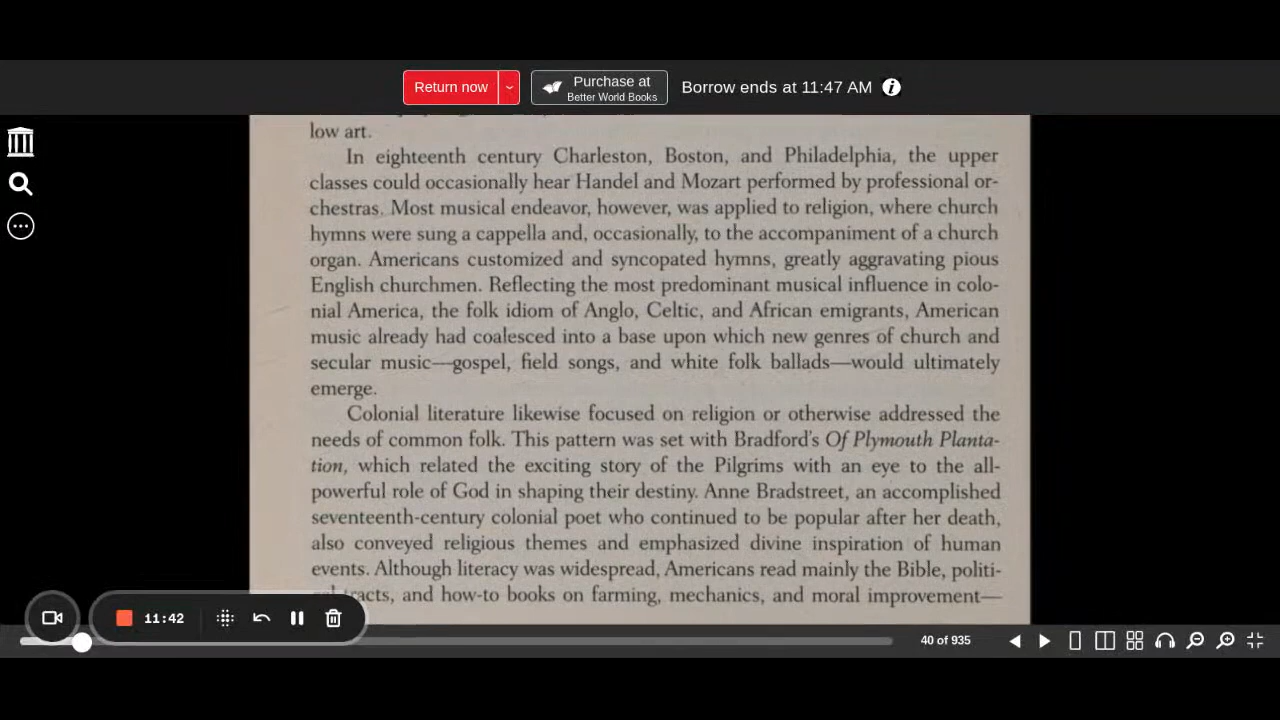 Return now
Purchase at
Better World Books
Borrow ends at 11:47 AM
low art.
In eighteenth century Charleston, Boston, and Philadelphia, the upper
classes could occasionally hear Handel and Mozart performed by professional or-
chestras. Most musical endeavor, however, was applied to religion, where church
hymns were sung a cappella and, occasionally, to the accompaniment of a church
organ. Americans customized and syncopated hymns, greatly aggravating pious
English churchmen. Reflecting the most predominant musical influence in colo-
nial America, the folk idiom of Anglo, Celtic, and African emigrants, American
music already had coalesced into a base upon which new genres of church and
secular music—gospel, field songs, and white folk ballads—would ultimately
emerge.
Colonial literature likewise focused on religion or otherwise addressed the
needs of common folk. This pattern was set with Bradford's Of Plymouth Planta-
tion, which related the exciting story of the Pilgrims with an eye to the all-
powerful role of God in shaping their destiny. Anne Bradstreet, an accomplished
seventeenth-century colonial poet who continued to be popular after her death,
also conveyed religious themes and emphasized divine inspiration of human
events. Although literacy was widespread, Americans read mainly the Bible, politi-
tracts, and how-to books on farming, mechanics, and moral improvement—
11:42
40 of 935